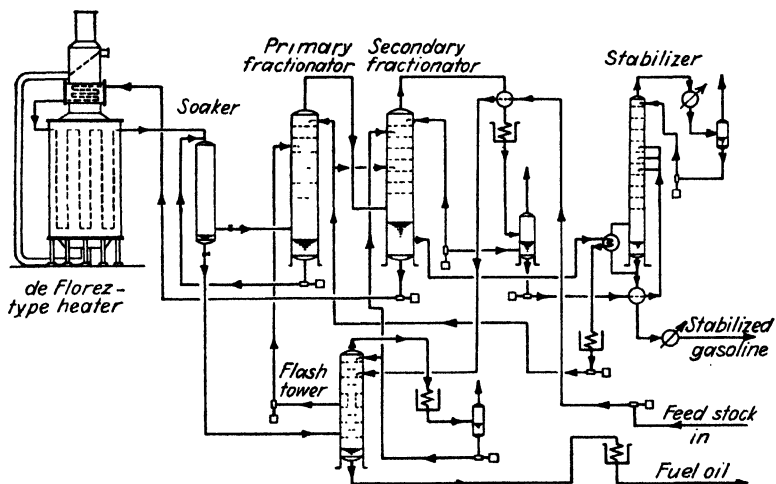 Primary
fractionator
Secondary
fractionator
Stabilizer
Soaker
de Florez-
type heater
Flash
tower
Stabilized
gasoline
Feed stock
in
Fuel oil